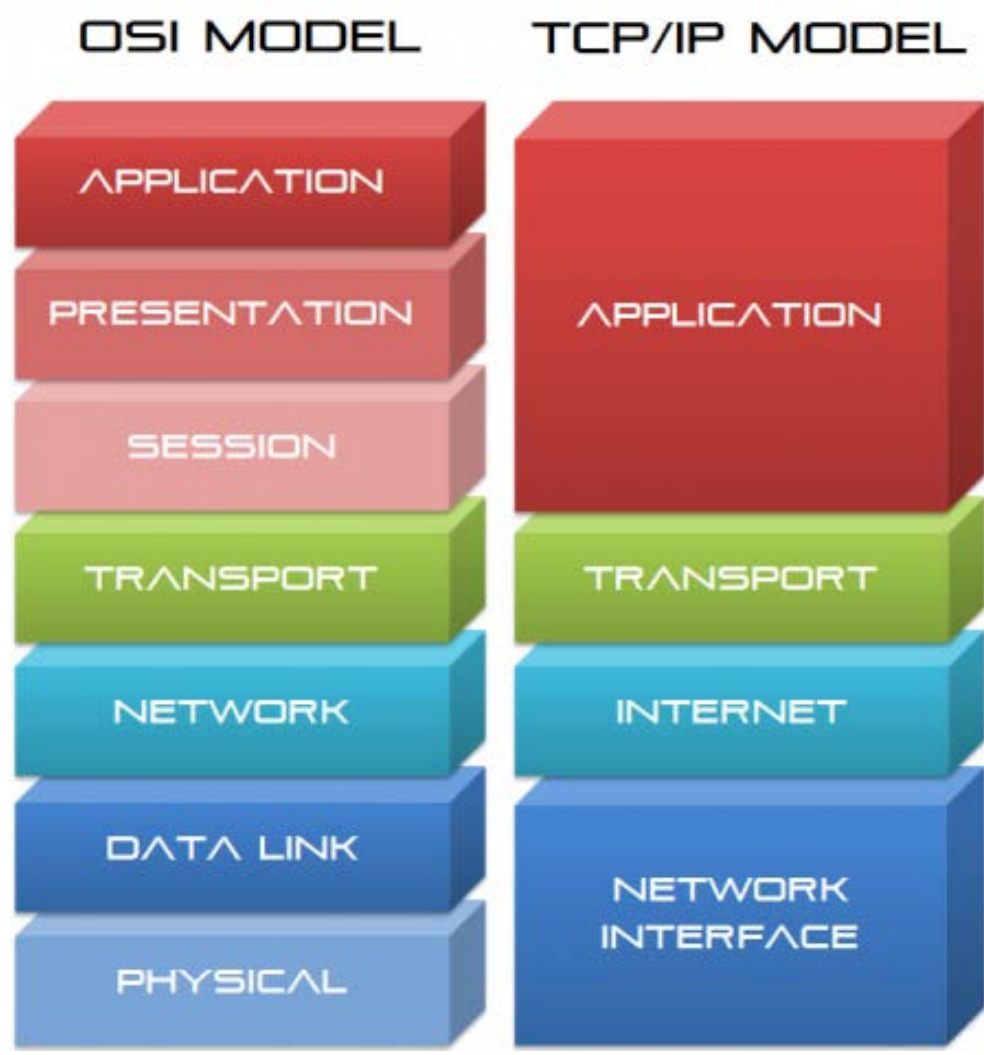 OSI MODEL
APPLICATION
PRESENTATION
SESSION
TRANSPORT
NETWORK
DATA LINK
PHYSICAL
TCP/IP MODEL
APPLICATION
TRANSPORT
INTERNET
NETWORK
INTERFACE